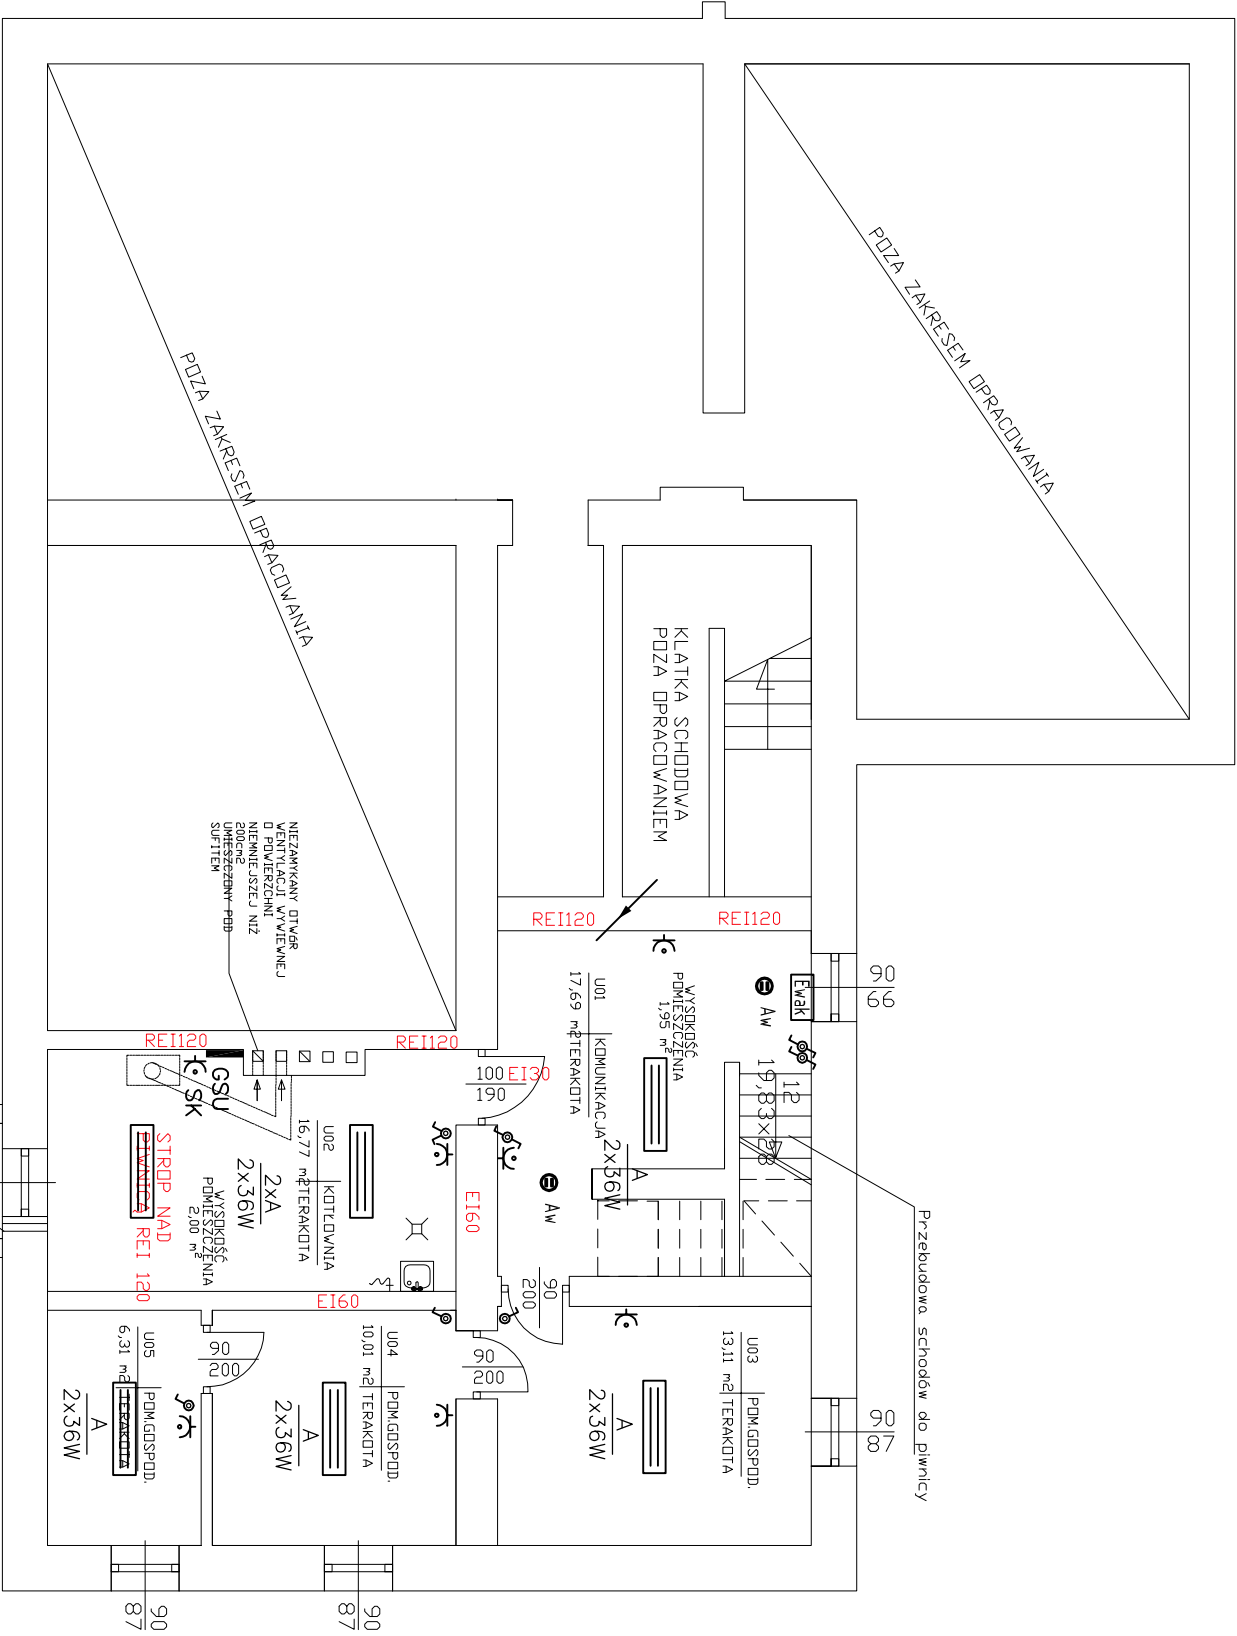 POZA ZAKRESEM OPRACOWANIA
POZA ZAKRESEM OPRACOWANIA
KLATKA SCHODOWA
POZA OPRACOWANIEM
NIEZAMYKANY OTWÓR
WENTYLACJI WYWIEWNEJ
O POWIERZCHNI
NIEMNIEJSZEJ NIŻ
200cm2
UMIESZCZONY POD
SUFITEM
REI120
REI120
REI120
REI120
90
66
Ewak
Aw
WYSOKOŚĆ
POMIESZCZENIA
1,95 m2
U01
KOMUNIKACJA
17,69 m2
TERAKOTA
A
2x36W
12
19,83x28
Przebudowa schodów do piwnicy
100
190
EI30
GSU
SK
U02
KOTŁOWNIA
16,77 m2
TERAKOTA
2xA
2x36W
WYSOKOŚĆ
POMIESZCZENIA
2,00 m2
STROP NAD
PIWNICĄ REI 120
EI60
EI60
Aw
90
200
U03
POM.GOSPOD.
13,11 m2
TERAKOTA
A
2x36W
90
87
90
200
U04
POM.GOSPOD.
10,01 m2
TERAKOTA
A
2x36W
90
200
U05
POM.GOSPOD.
6,31 m2
TERAKOTA
A
2x36W
90
87
90
87